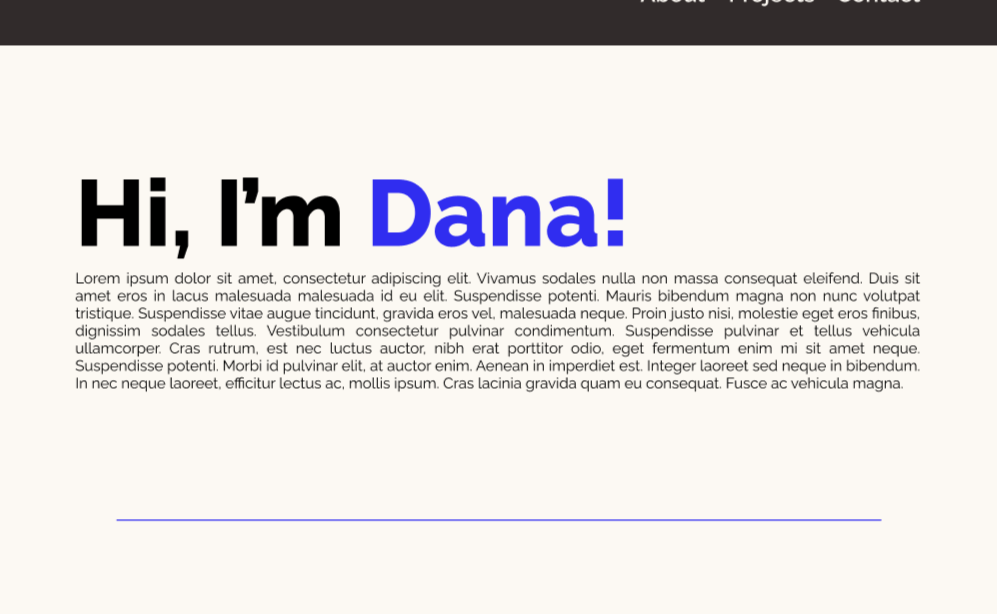 About Projects Contact
Hi, I'm Dana!
Lorem ipsum dolor sit amet, consectetur adipiscing elit. Vivamus sodales nulla non massa consequat eleifend. Duis sit
amet eros in lacus malesuada malesuada id eu elit. Suspendisse potenti. Mauris bibendum magna non nunc volutpat
tristique. Suspendisse vitae augue tincidunt, gravida eros vel, malesuada neque. Proin justo nisi, molestie eget eros finibus,
dignissim sodales tellus. Vestibulum consectetur pulvinar condimentum. Suspendisse pulvinar et tellus vehicula
ullamcorper. Cras rutrum, est nec luctus auctor, nibh erat porttitor odio, eget fermentum enim mi sit amet neque.
Suspendisse potenti. Morbi id pulvinar elit, at auctor enim. Aenean in imperdiet est. Integer laoreet sed neque in bibendum.
In nec neque laoreet, efficitur lectus ac, mollis ipsum. Cras lacinia gravida quam eu consequat. Fusce ac vehicula magna.